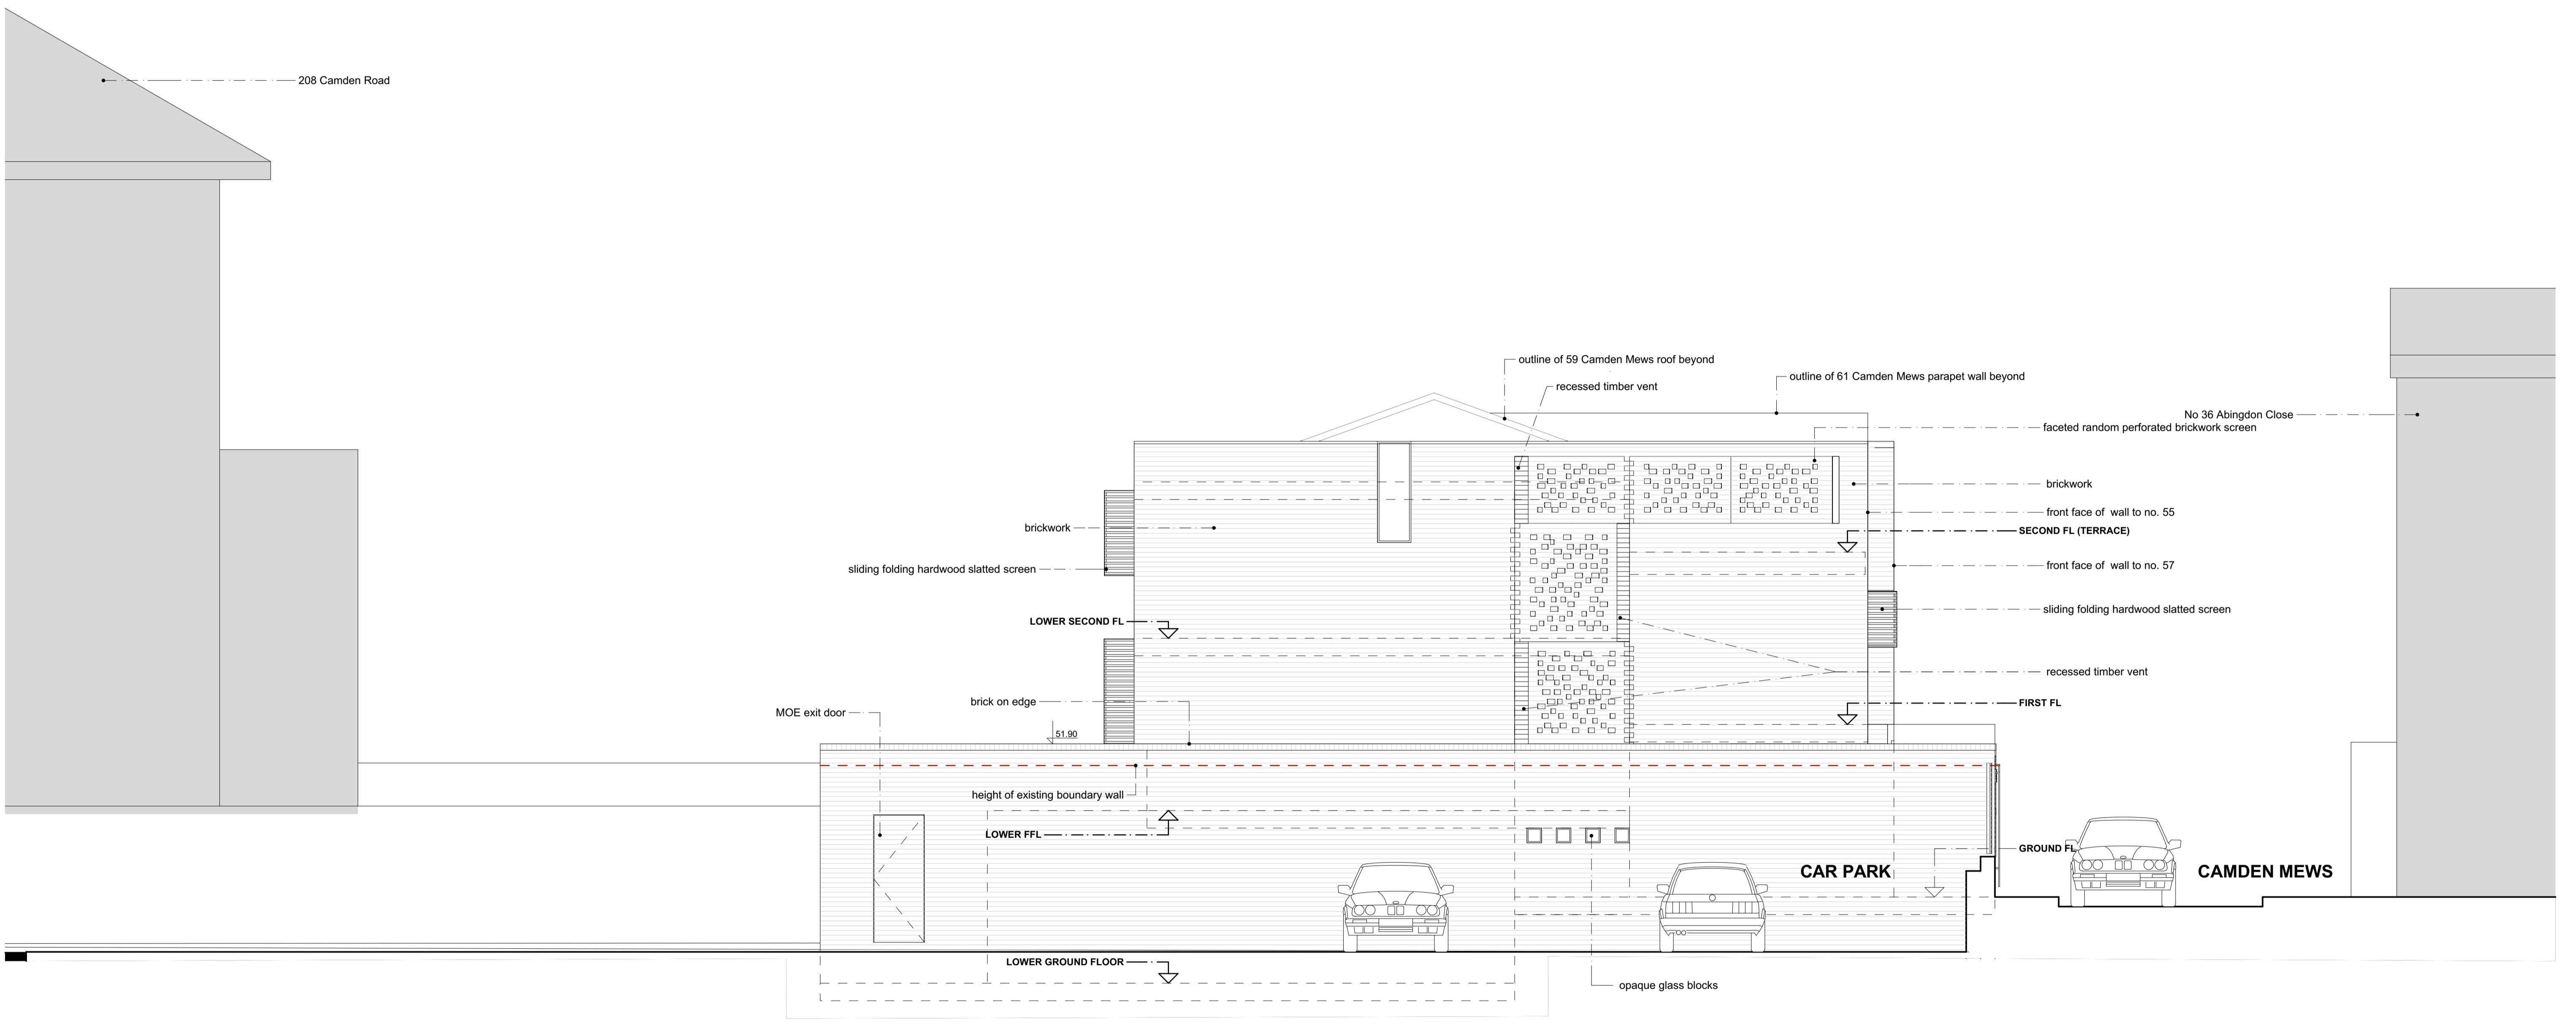 208 Camden Road
outline of 59 Camden Mews roof beyond
recessed timber vent
outline of 61 Camden Mews parapet wall beyond
No 36 Abingdon Close
faceted random perforated brickwork screen
brickwork
front face of wall to no. 55
brickwork
SECOND FL (TERRACE)
front face of wall to no. 57
sliding folding hardwood slatted screen
sliding folding hardwood slatted screen
LOWER SECOND FL
recessed timber vent
brick on edge
FIRST FL
MOE exit door
51.90
height of existing boundary wall
LOWER FFL
GROUND FL
CAR PARK
CAMDEN MEWS
LOWER GROUND FLOOR
opaque glass blocks